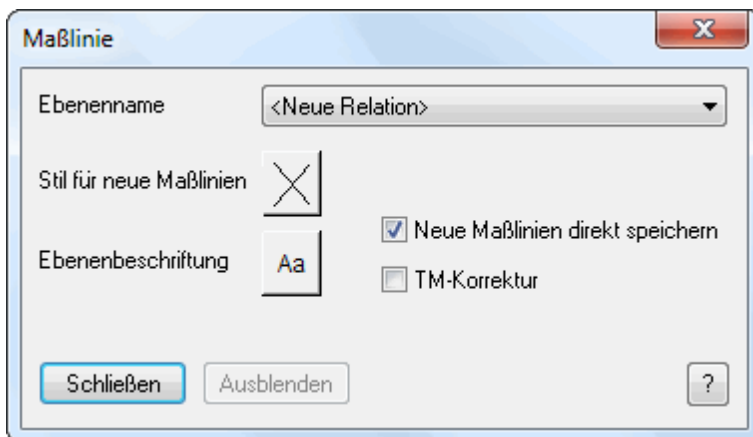 Maßlinie
Ebenenname
<Neue Relation>
Stil für neue Maßlinien
Neue Maßlinien direkt speichern
Ebenenbeschriftung
Aa
TM-Korrektur
Schließen
Ausblenden
?